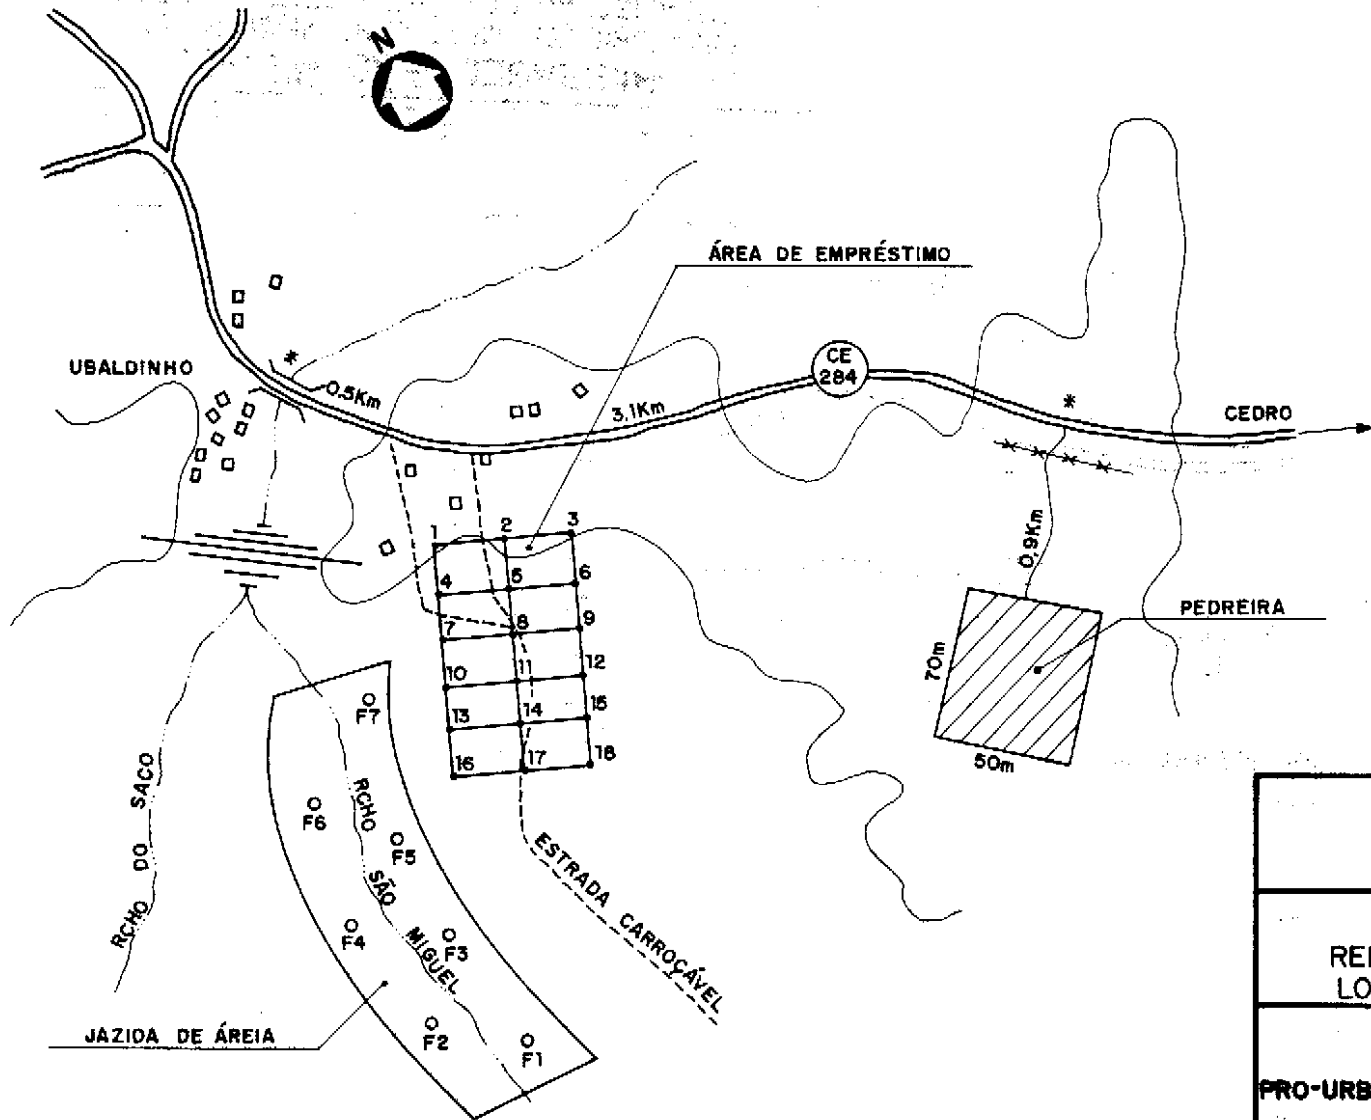 N
ÁREA DE EMPRÉSTIMO
UBALDINHO
0.5Km
3.1Km
CE
284
CEDRO
0,9Km
1
2
3
4
5
6
7
8
9
10
11
12
13
14
15
16
17
18
PEDREIRA
70m
50m
F7
F6
F5
F4
F3
F2
F1
RCHO DO SACO
RCHO SÃO MIGUEL
ESTRADA CARROÇÁVEL
JAZIDA DE ÁREIA
LO
PRO-URB